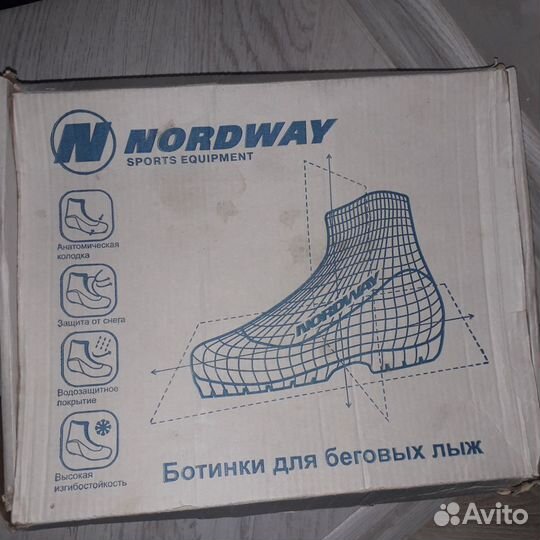 N NORDWAY
SPORTS EQUIPMENT
Анатомическая
колодка
Защита от снега
Водозащитное
покрытие
Высокая
изгибостойкость
NORDWAY
Ботинки для беговых лыж
Avito